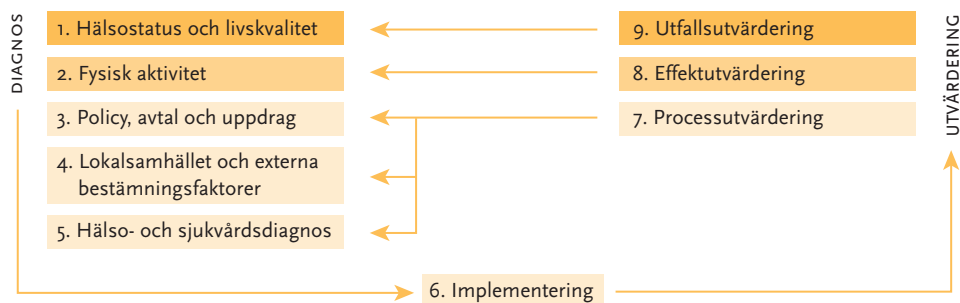 DIAGNOS
1. Hälsostatus och livskvalitet
2. Fysisk aktivitet
3. Policy, avtal och uppdrag
4. Lokalsamhället och externa
bestämningsfaktorer
5. Hälso- och sjukvårdsdiagnos
6. Implementering
9. Utfallsutvärdering
8. Effektutvärdering
7. Processutvärdering
UTVÄRDERING